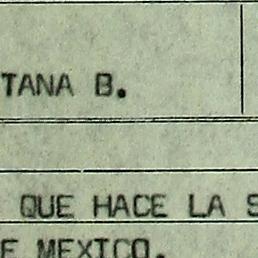 TANA B.
QUE HACE LA S
E MEXICO.